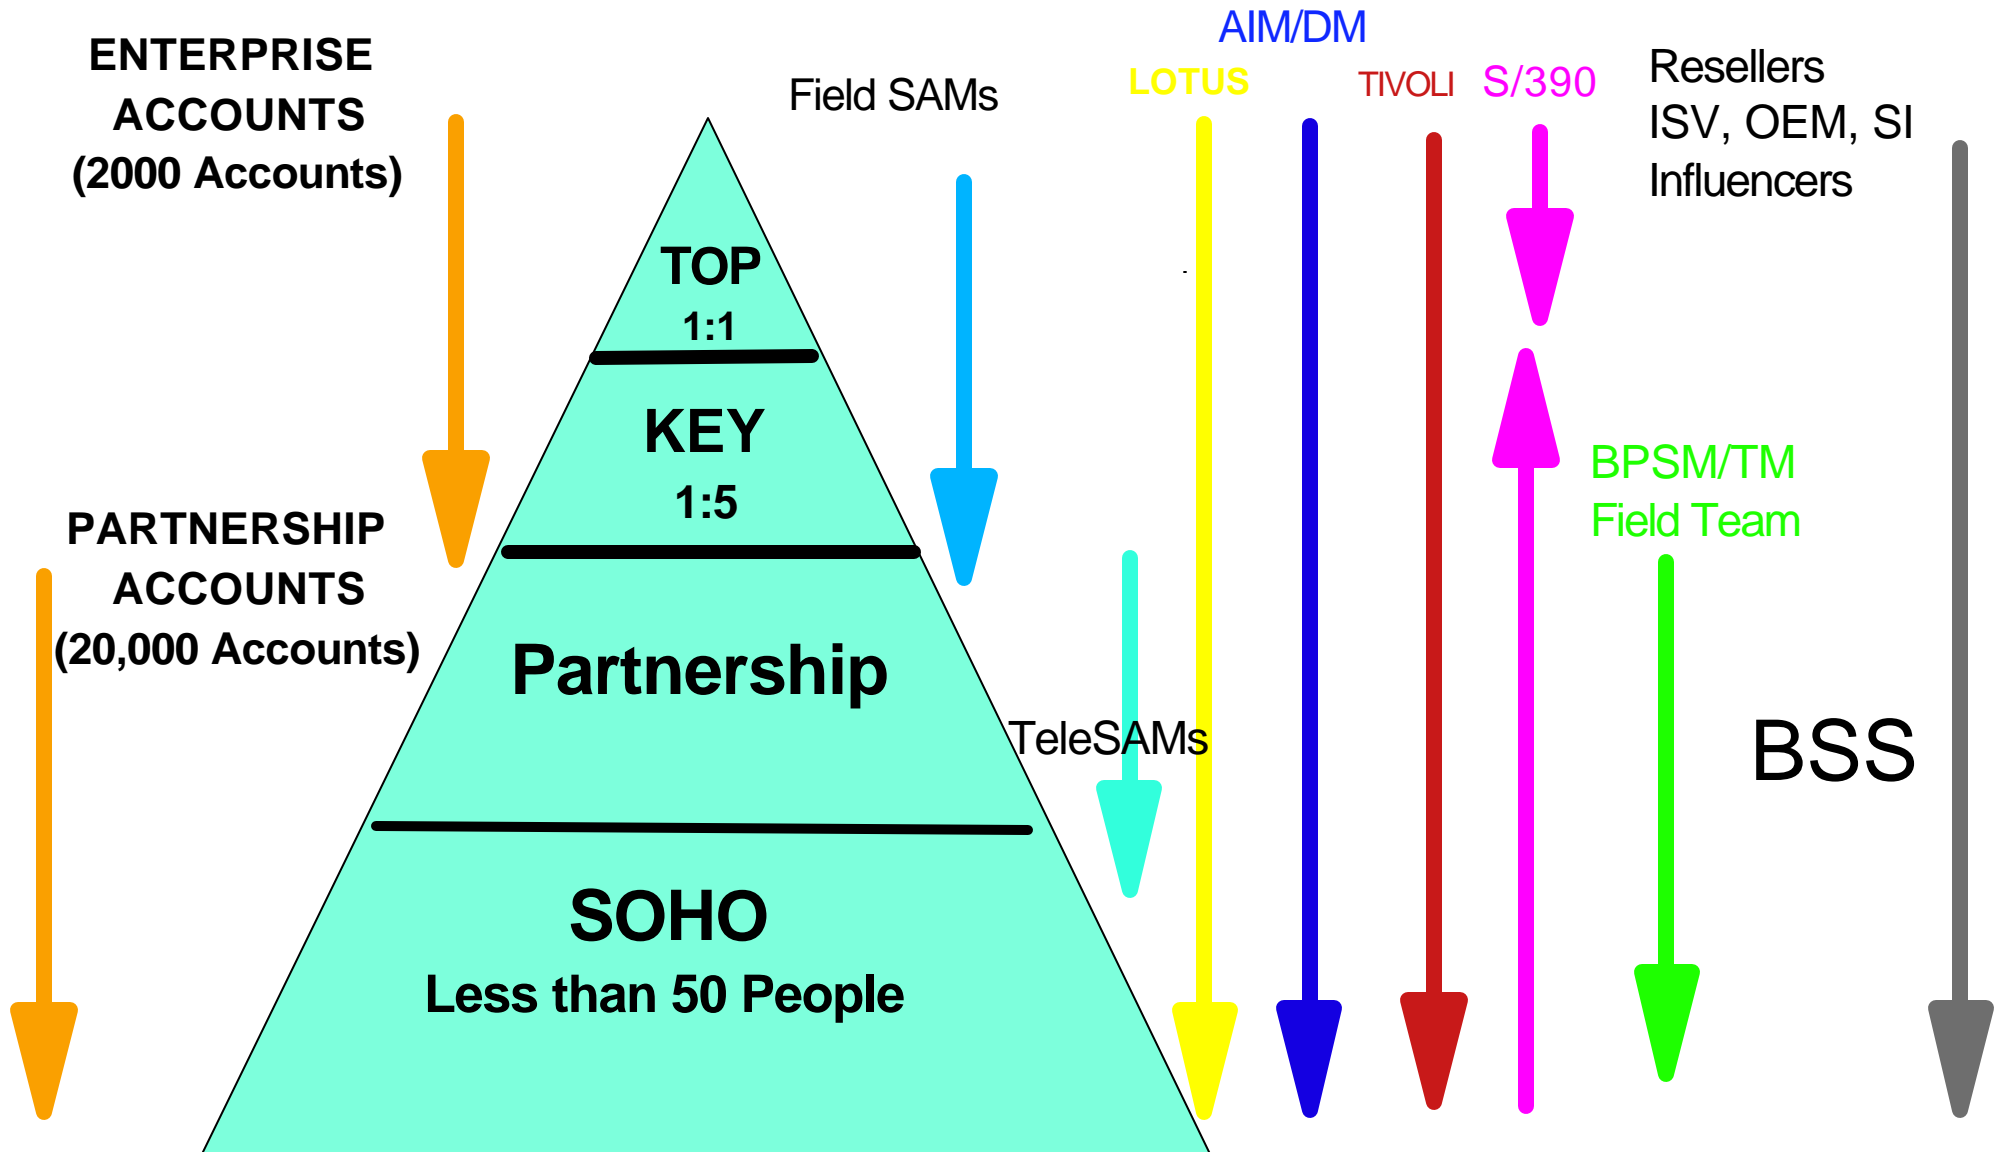 ENTERPRISE
ACCOUNTS
(2000 Accounts)
PARTNERSHIP
ACCOUNTS
(20,000 Accounts)
TOP
1:1
KEY
1:5
Partnership
SOHO
Less than 50 People
Field SAMs
TeleSAMs
AIM/DM
LOTUS
TIVOLI
S/390
Resellers
ISV, OEM, SI
Influencers
BPSM/TM
Field Team
BSS